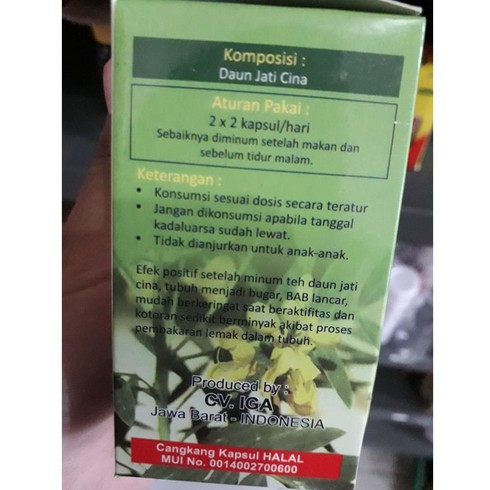 Komposisi :
Daun Jati Cina
Aturan Pakai :
2 x 2 kapsul/hari
Sebaiknya diminum setelah makan dan
sebelum tidur malam.
Keterangan :
• Konsumsi sesuai dosis secara teratur
• Jangan dikonsumsi apabila tanggal
kadaluarsa sudah lewat.
• Tidak dianjurkan untuk anak-anak.
Efek positif setelah minum teh daun jati
cina, tubuh menjadi bugar, BAB lancar,
mudah berkeringat saat beraktifitas dan
kotoran sedikit berminyak akibat proses
pembakaran lemak dalam tubuh.
Produced by :
CV. IGA
Jawa Barat - INDONESIA
Cangkang Kapsul HALAL
MUI No. 0014002700600